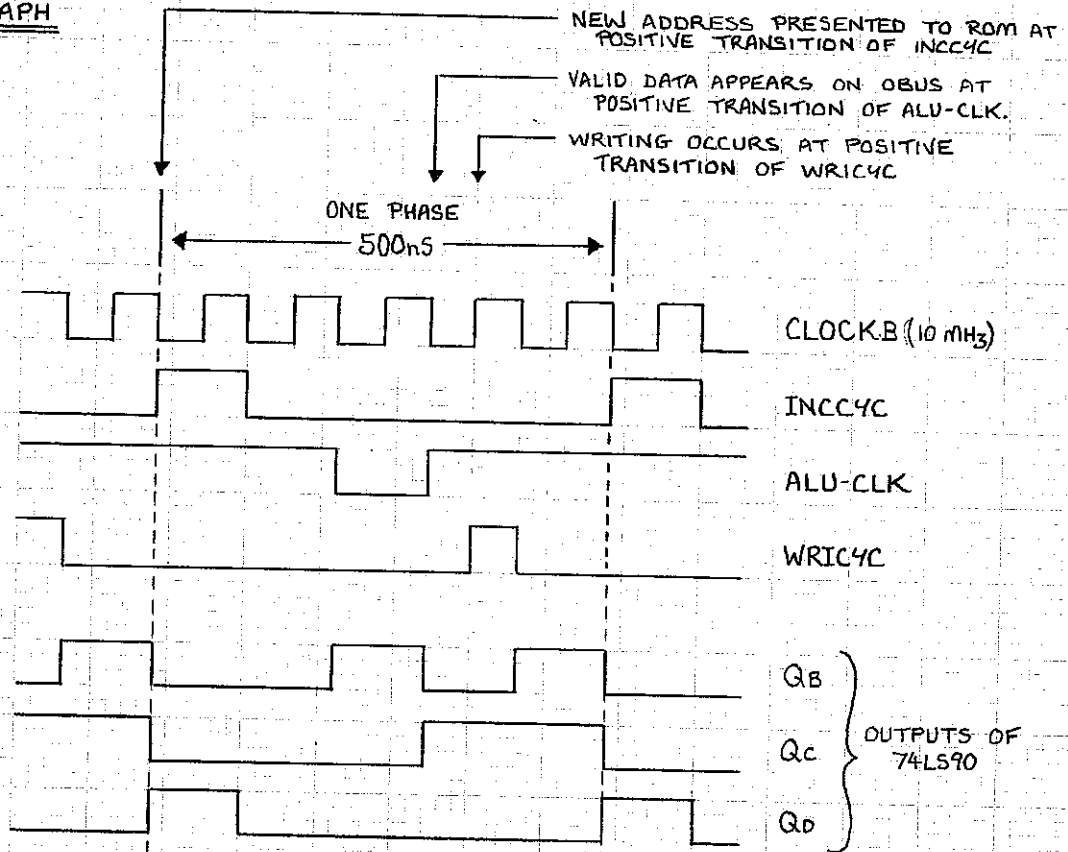 APH
NEW ADDRESS PRESENTED TO ROM AT
POSITIVE TRANSITION OF INCC4C
VALID DATA APPEARS ON OBUS AT
POSITIVE TRANSITION OF ALU-CLK.
WRITING OCCURS AT POSITIVE
TRANSITION OF WRIC4C
ONE PHASE
500nS
CLOCKB (10 MHz)
INCC4C
ALU-CLK
WRIC4C
QB
QC
OUTPUTS OF
74LS90
QD